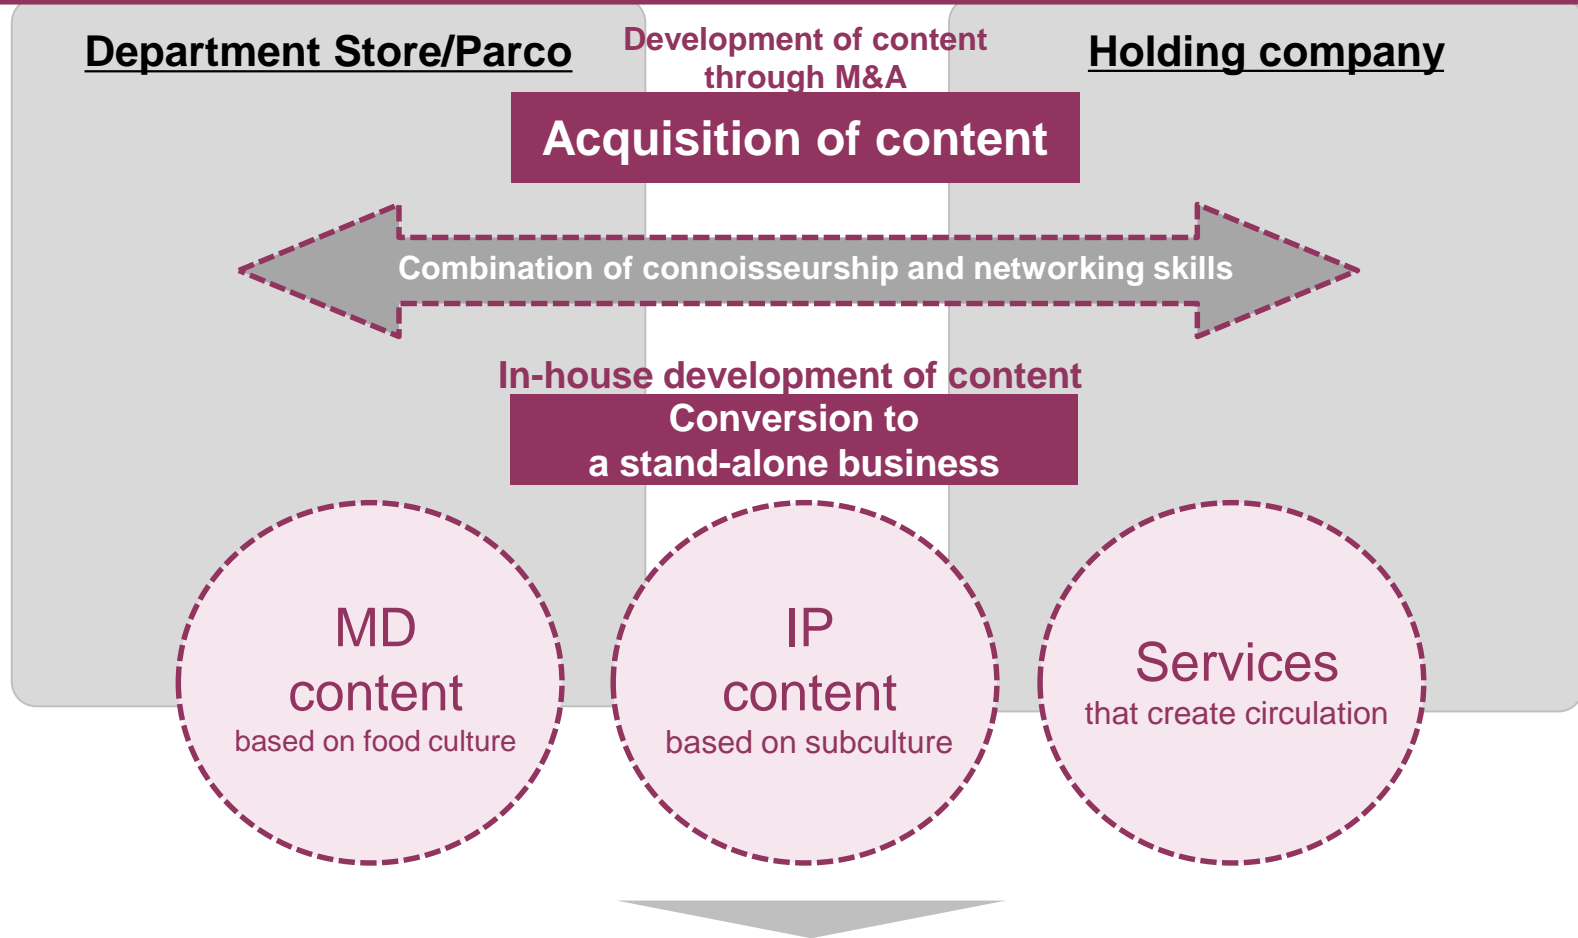 Department Store/Parco
Development of content
through M&A
Holding company
Acquisition of content
Combination of connoisseurship and networking skills
In-house development of content
Conversion to
a stand-alone business
MD
content
based on food culture
IP
content
based on subculture
Services
that create circulation